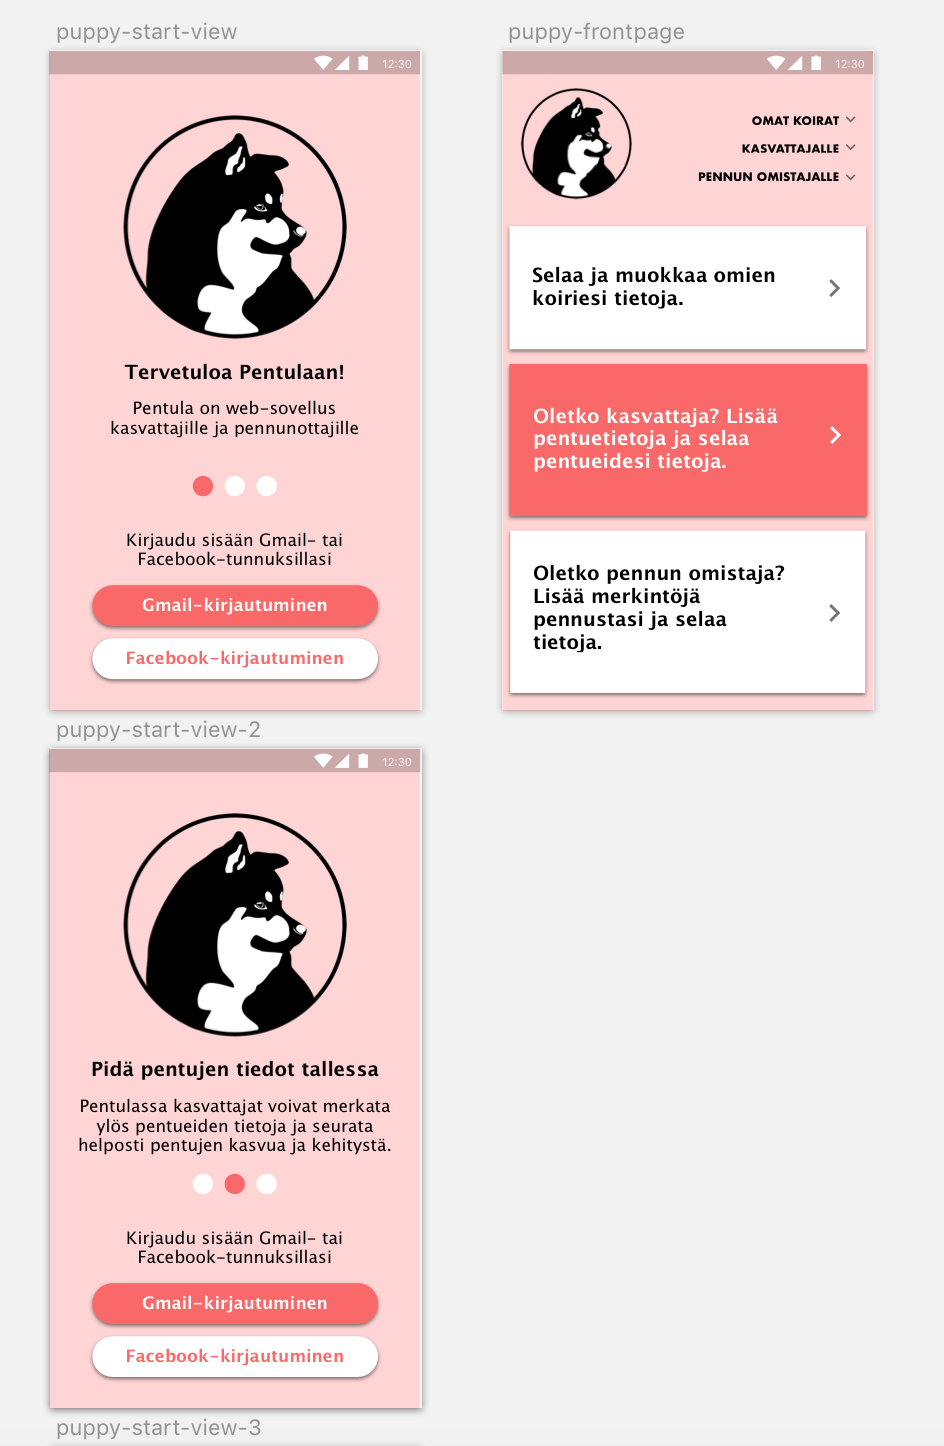 puppy-start-view
12:30
Tervetuloa Pentulaan!
Pentula on web-sovellus
kasvattajille ja pennunottajille
Kirjaudu sisään Gmail- tai
Facebook-tunnuksillasi
Gmail-kirjautuminen
Facebook-kirjautuminen
puppy-frontpage
12:30
OMAT KOIRAT
KASVATTAJALLE
PENNUN OMISTAJALLE
Selaa ja muokkaa omien
koiriesi tietoja.
Oletko kasvattaja? Lisää
pentuetietoja ja selaa
pentueidesi tietoja.
Oletko pennun omistaja?
Lisää merkintöjä
pennustasi ja selaa
tietoja.
puppy-start-view-2
12:30
Pidä pentujen tiedot tallessa
Pentulassa kasvattajat voivat merkata
ylös pentueiden tietoja ja seurata
helposti pentujen kasvua ja kehitystä.
Kirjaudu sisään Gmail- tai
Facebook-tunnuksillasi
Gmail-kirjautuminen
Facebook-kirjautuminen
puppy-start-view-3